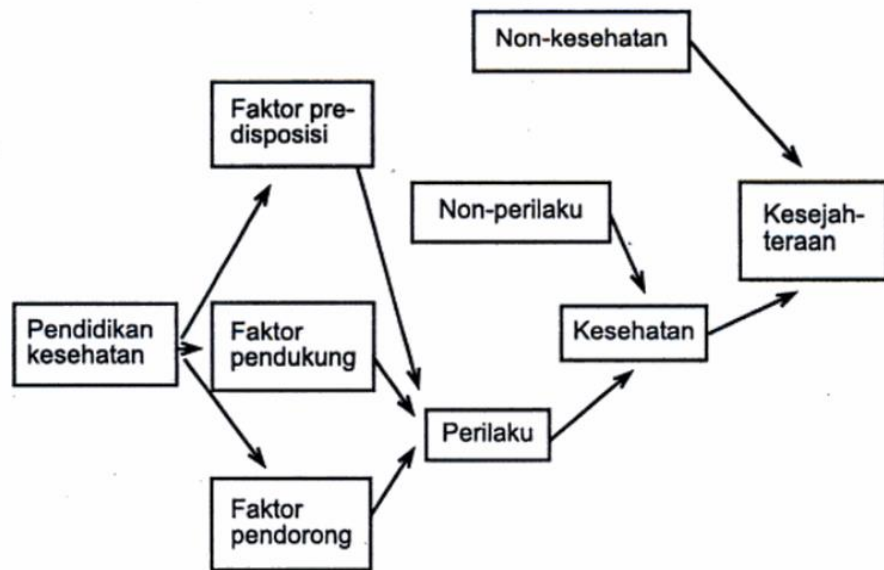 Non-kesehatan
Faktor pre-
disposisi
Non-perilaku
Kesejah-
teraan
Pendidikan
kesehatan
Faktor
pendukung
Kesehatan
Perilaku
Faktor
pendorong